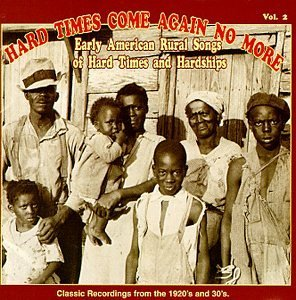 Vol. 2
HARD TIMES COME AGAIN NO MORE
Early American Rural Songs
of Hard Times and Hardships
Classic Recordings from the 1920's and 30's.